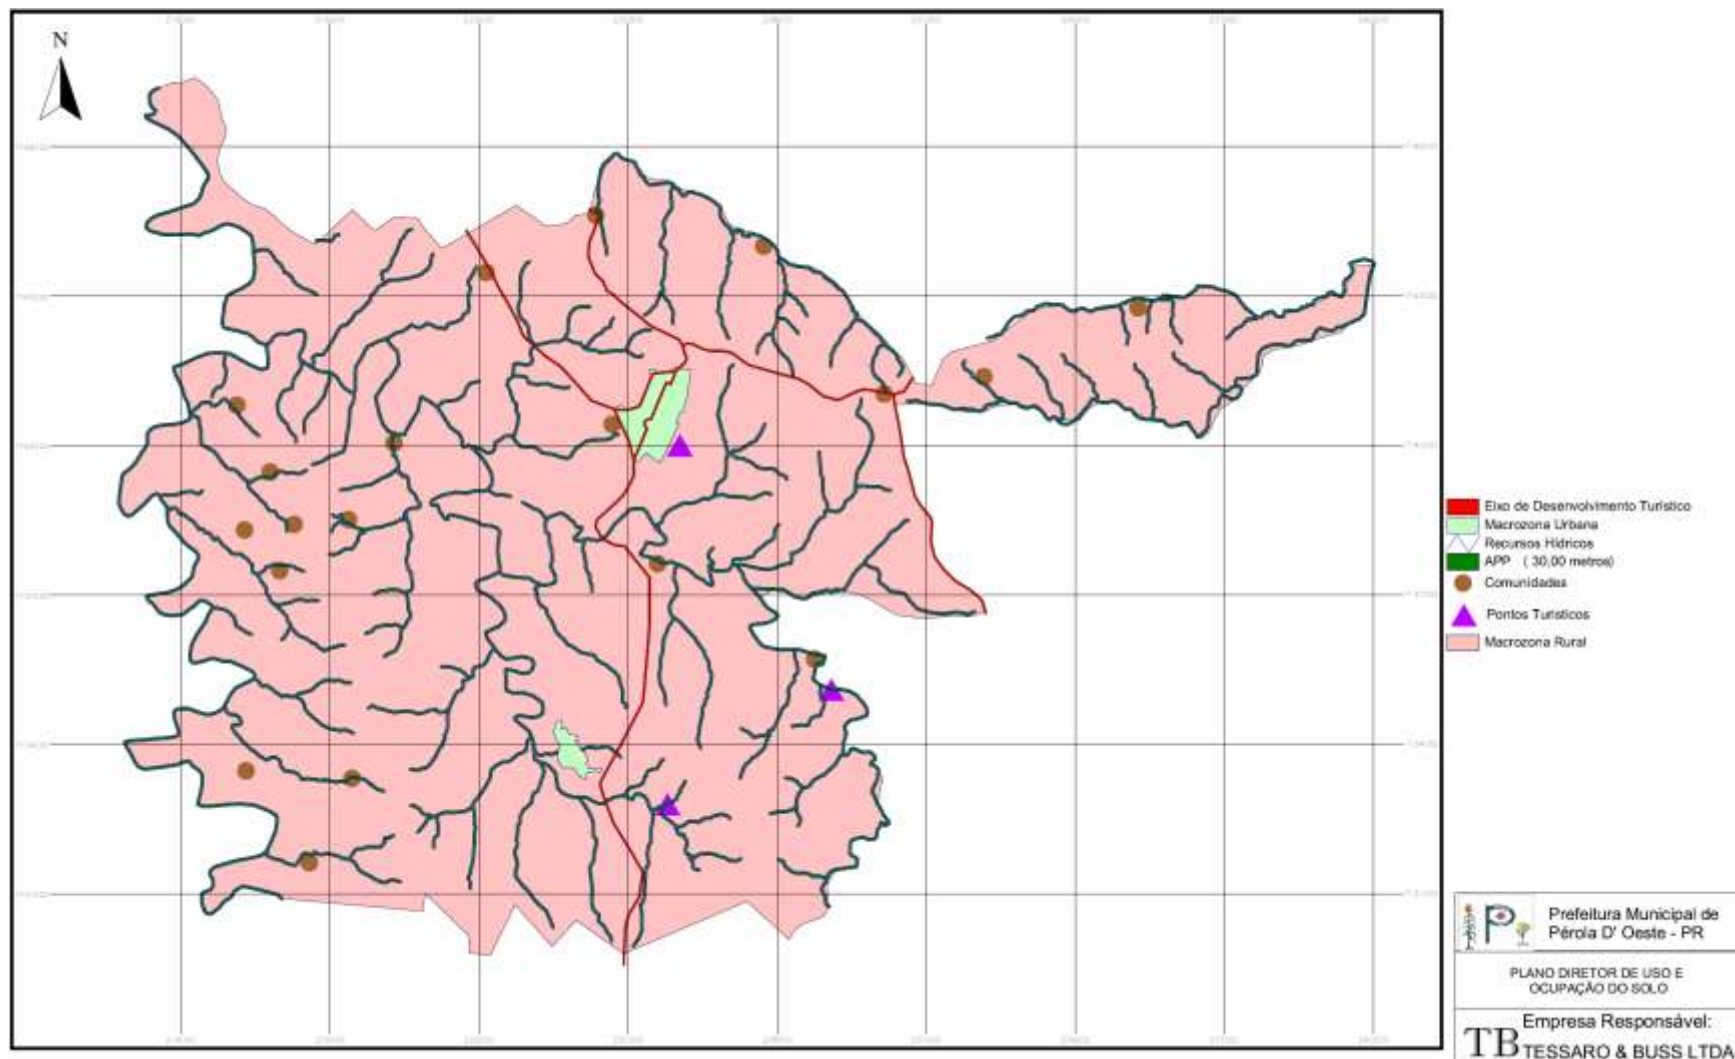 N
Eixo de Desenvolvimento Turístico
Macrozona Urbana
Recursos Hídricos
APP ( 30,00 metros)
Comunidades
Pontos Turísticos
Macrozona Rural
Prefeitura Municipal de
Pérola D' Oeste - PR
PLANO DIRETOR DE USO E
OCUPAÇÃO DO SOLO
Empresa Responsável:
TB TESSARO & BUSS LTDA